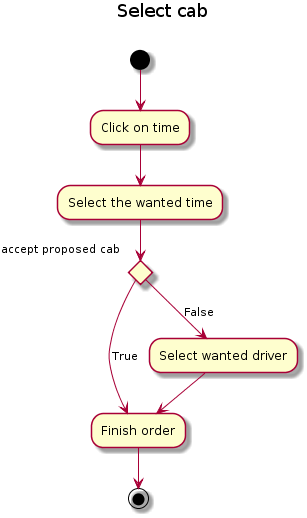 Select cab
Click on time
Select the wanted time
accept proposed cab
False
Select wanted driver
True
Finish order